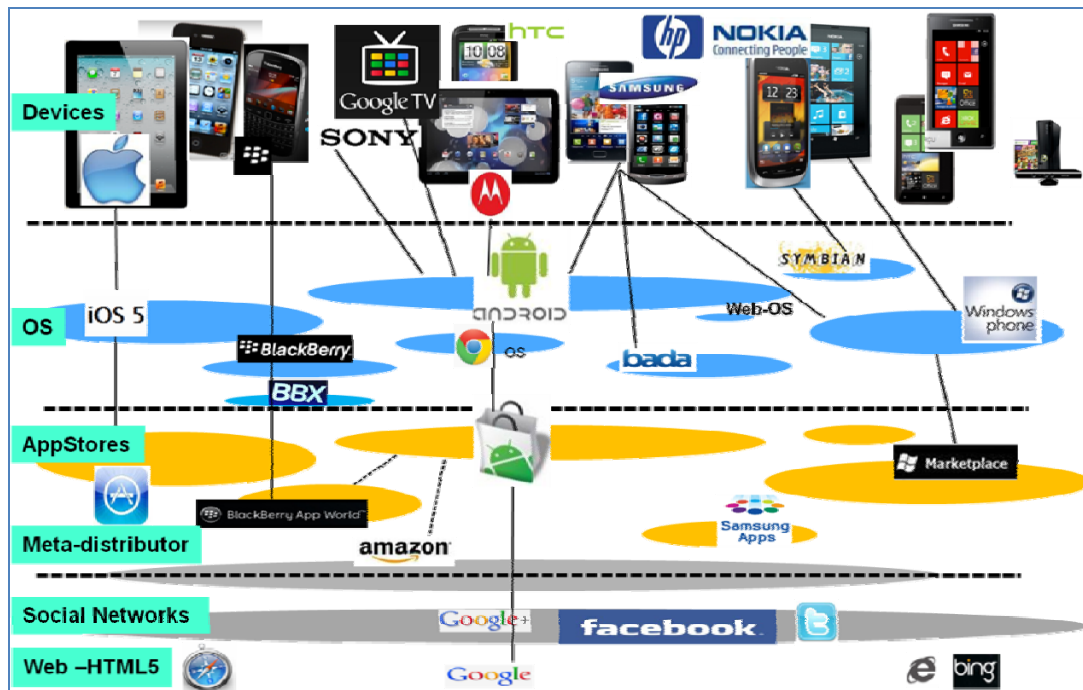 hTC
hp
NOKIA
Connecting People
Google TV
10 08
SAMSUNG
12 23
Devices
SONY
SYMBIAN
iOS 5
ANDROID
Web-OS
Windows
phone
OS
BlackBerry
OS
bada
BBX
AppStores
Marketplace
BlackBerry App World
Samsung
Apps
Meta-distributor
amazon
Social Networks
Google+
facebook
Web –HTML5
Google
bing